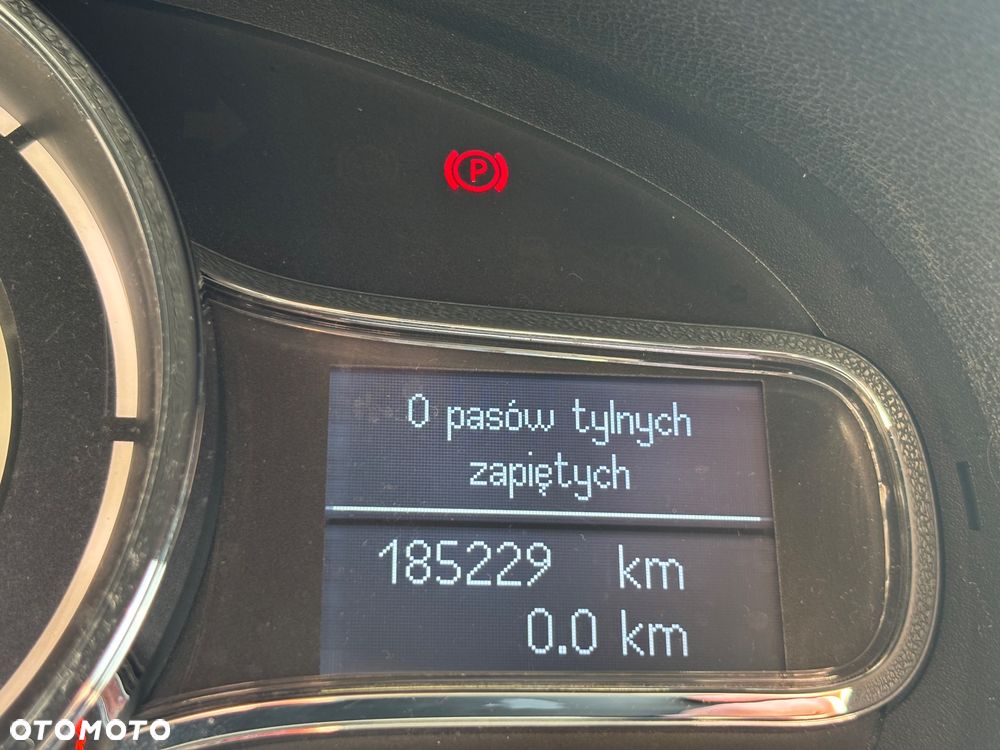 P
0 pasów tylnych
zapiętych
185229 km
0.0 km
OTOMOTO